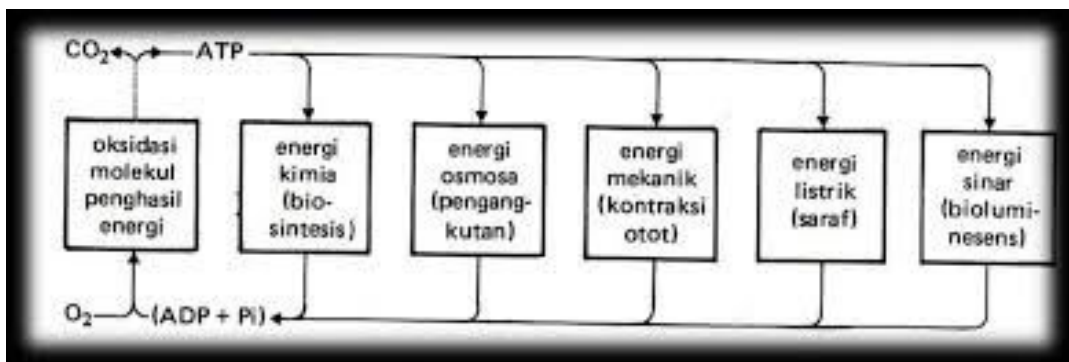 CO₂ ATP
oksidasi
molekul
penghasil
energi
energi
kimia
(bio-
sintesis)
energi
osmosa
(pengang-
kutan)
energi
mekanik
(kontraksi
otot)
energi
listrik
(saraf)
energi
sinar
(biolumi-
nesens)
O₂ (ADP + Pi)